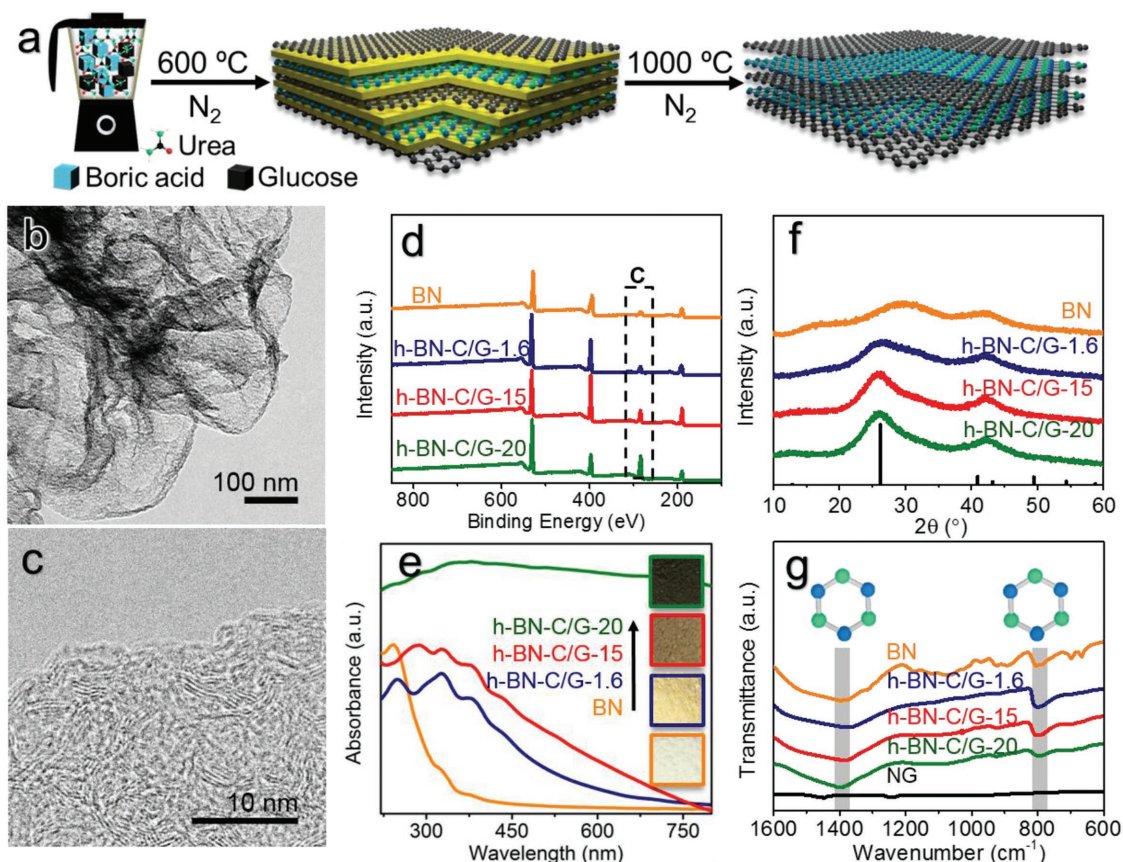 a
600 ºC
N2
1000 ºC
N2
Urea
Boric acid
Glucose
b
100 nm
c
10 nm
d
C
BN
h-BN-C/G-1.6
h-BN-C/G-15
h-BN-C/G-20
Intensity (a.u.)
800 600 400 200
Binding Energy (eV)
e
h-BN-C/G-20
h-BN-C/G-15
h-BN-C/G-1.6
BN
Absorbance (a.u.)
300 450 600 750
Wavelength (nm)
f
BN
h-BN-C/G-1.6
h-BN-C/G-15
h-BN-C/G-20
Intensity (a.u.)
10 20 30 40 50 60
2θ (°)
g
BN
h-BN-C/G-1.6
h-BN-C/G-15
h-BN-C/G-20
NG
Transmittance (a.u.)
1600 1400 1200 1000 800 600
Wavenumber (cm-1)